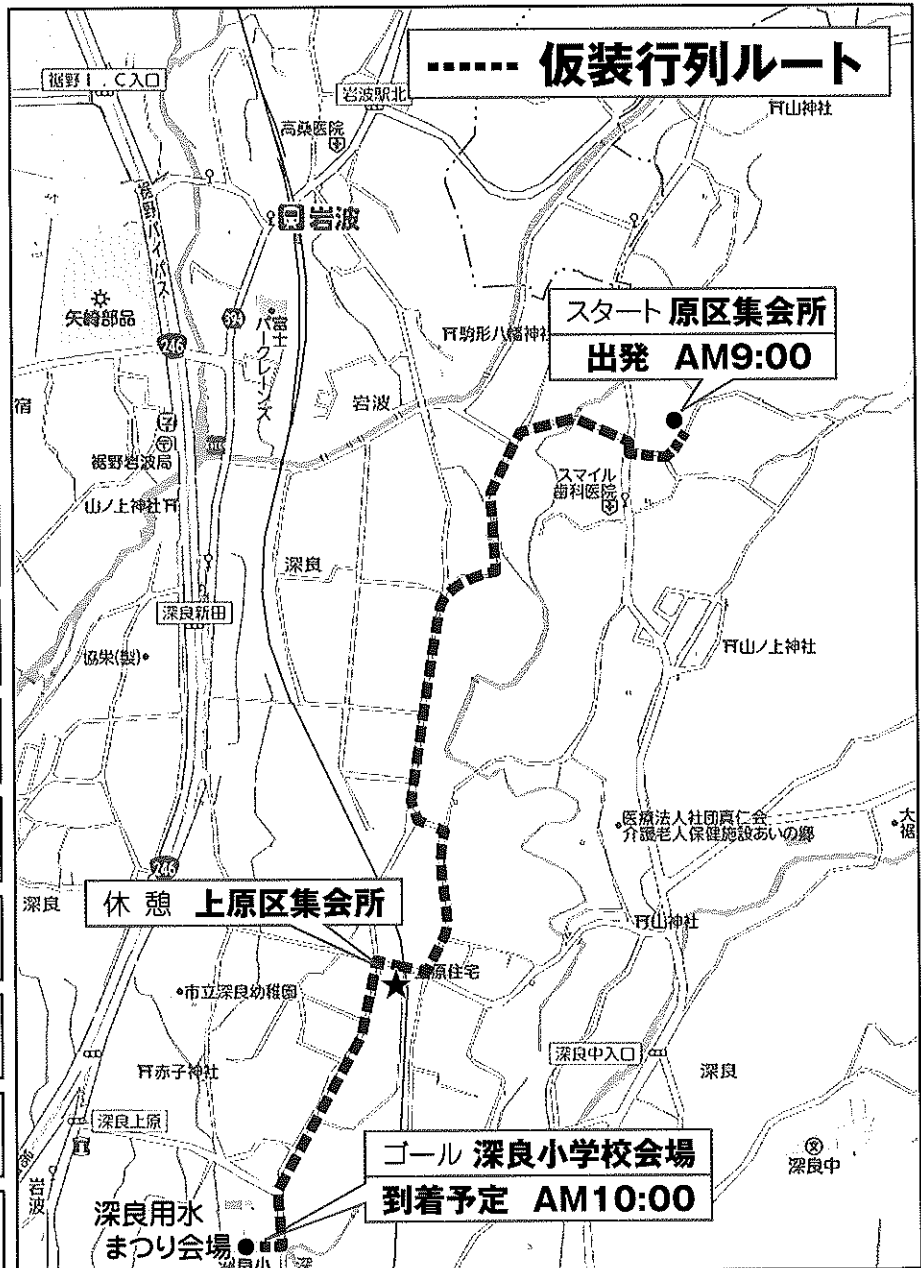 仮装行列ルート
裾野I.C入口
岩波駅北
山神社
高桑医院
裾野バイパス
岩波
矢崎部品
394
富士
パークレーンズ
246
駒形八幡神社
スタート 原区集会所
出発 AM9:00
宿
岩波
裾野岩波局
スマイル
歯科医院
山ノ上神社
深良
深良新田
協栄(製)
山ノ上神社
医療法人社団真仁会
介護老人保健施設あいの郷
大
裾
246
深良
休憩 上原区集会所
山神社
原住宅
市立深良幼稚園
深良中入口
深良
赤子神社
深良上原
ゴール 深良小学校会場
到着予定 AM10:00
深良中
岩波
深良用水
まつり会場
深良小
深